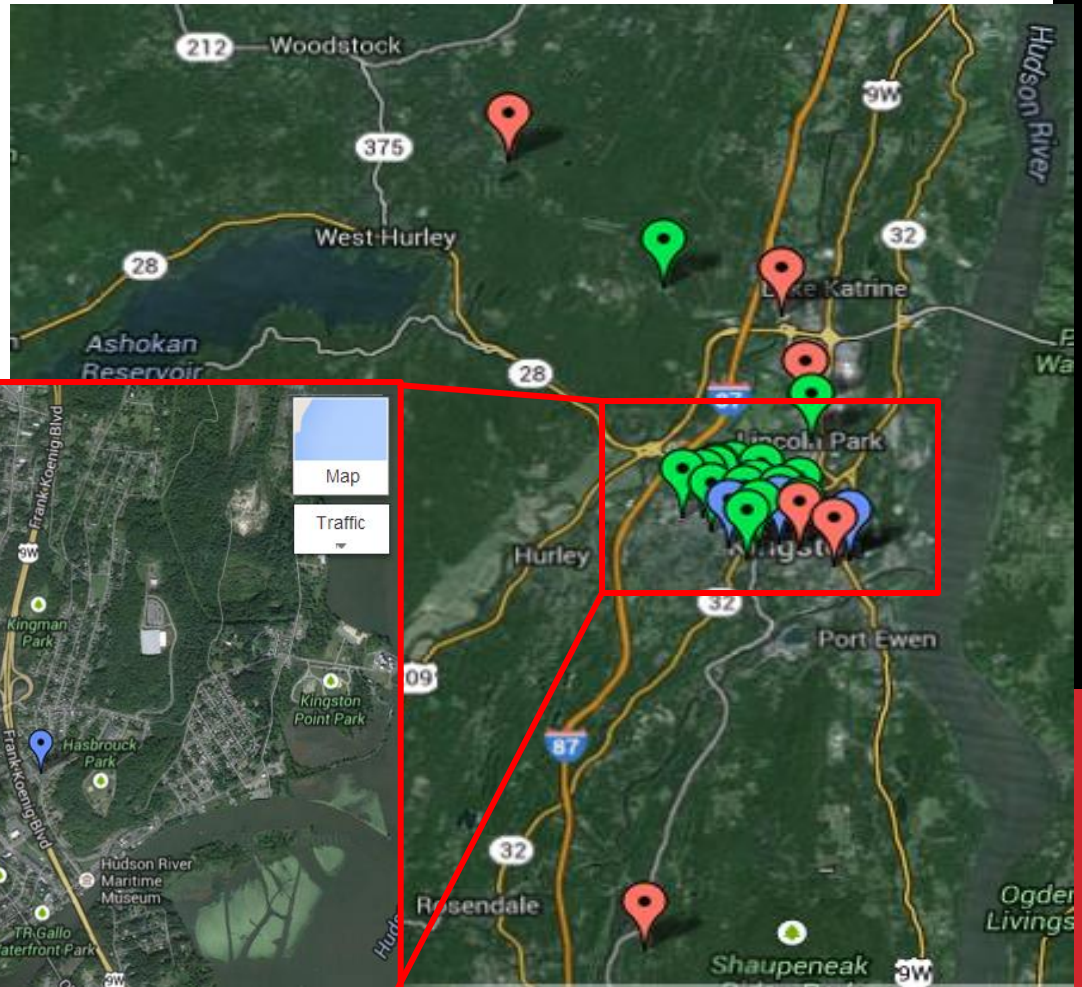 212
Woodstock
Hudson River
9W
375
West Hurley
32
28
Lake Katrine
Ashokan
Reservoir
28
87
Lincoln Park
Hurley
Kingston
32
Port Ewen
09
87
32
Rosendale
Shaupeneak
9W
Frank Koenig Blvd
Map
Traffic
9W
Kingman
Park
Kingston
Point Park
Hasbrouck
Park
Frank Koenig Blvd
Hudson River
Maritime
Museum
TR Gallo
aterfront Park
9W